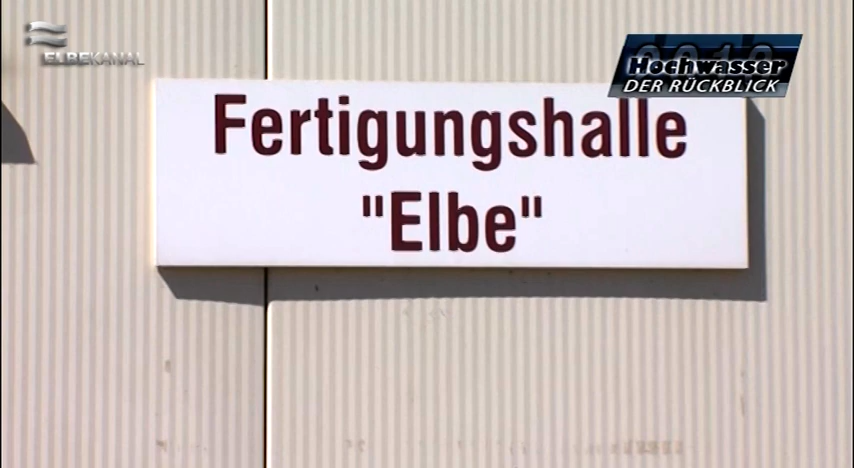 ELBEKANAL
Hochwasser
DER RÜCKBLICK
Fertigungshalle
"Elbe"